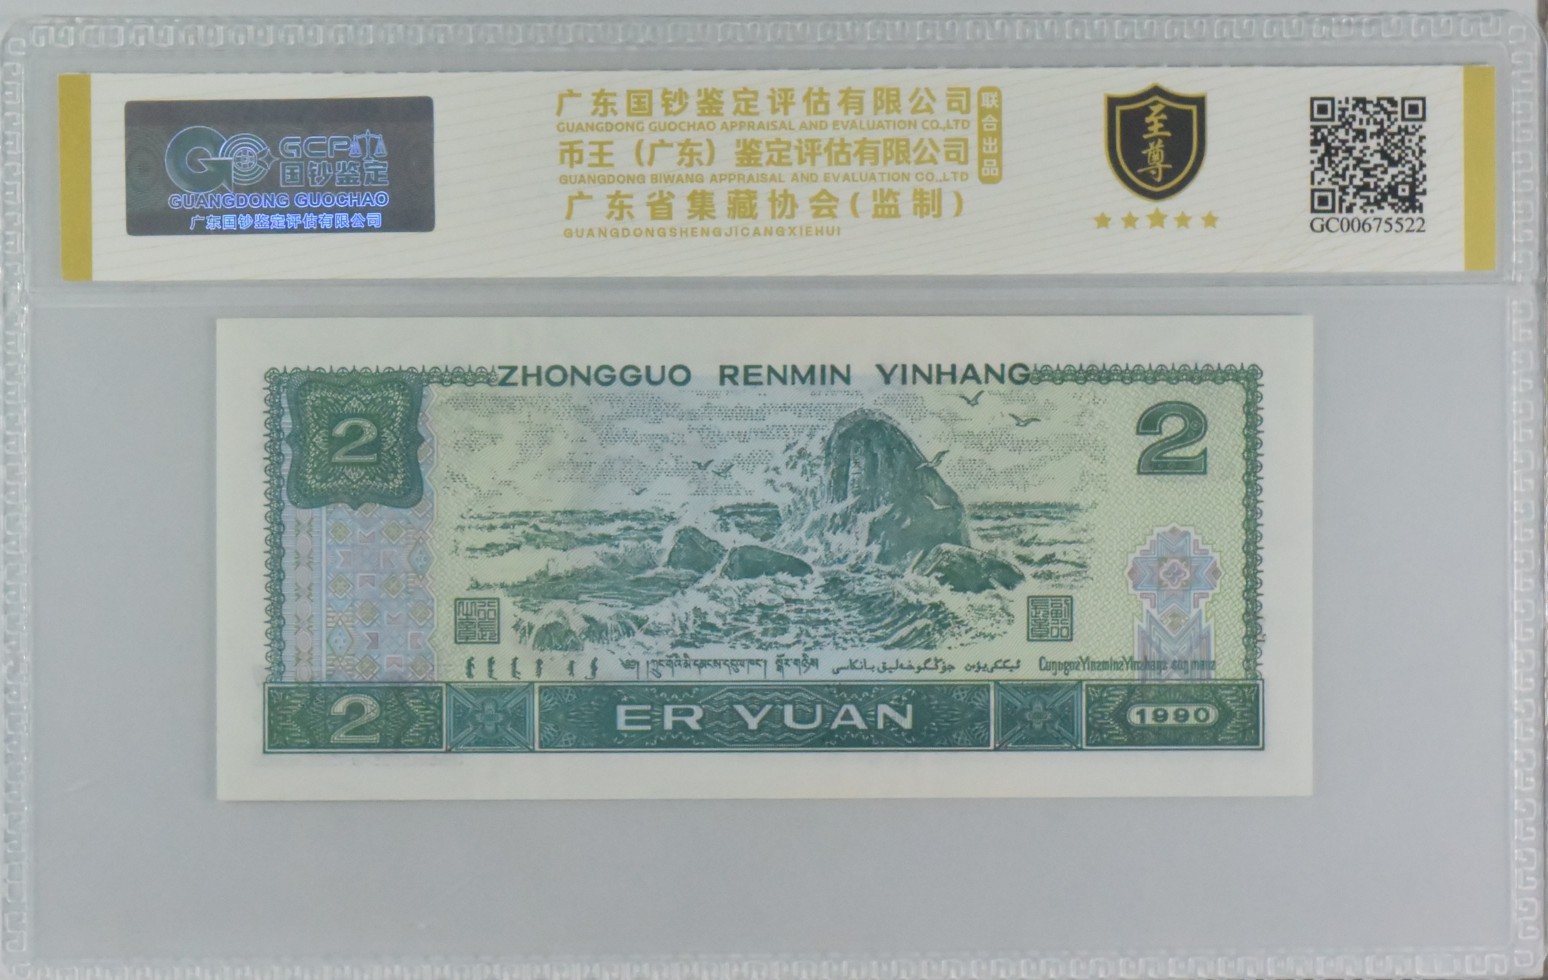 GCP
国钞鉴定
GUANGDONG GUOCHAO
广东国钞鉴定评估有限公司
广东国钞鉴定评估有限公司
GUANGDONG GUOCHAO APPRAISAL AND EVALUATION CO.,LTD
币王（广东）鉴定评估有限公司
GUANGDONG BIWANG APPRAISAL AND EVALUATION CO.,LTD
广东省集藏协会(监制)
GUANGDONGSHENGJICANGXIEHUI
联合出品
至尊
GC00675522
ZHONGGUO RENMIN YINHANG
2
2
2
ER YUAN
1990